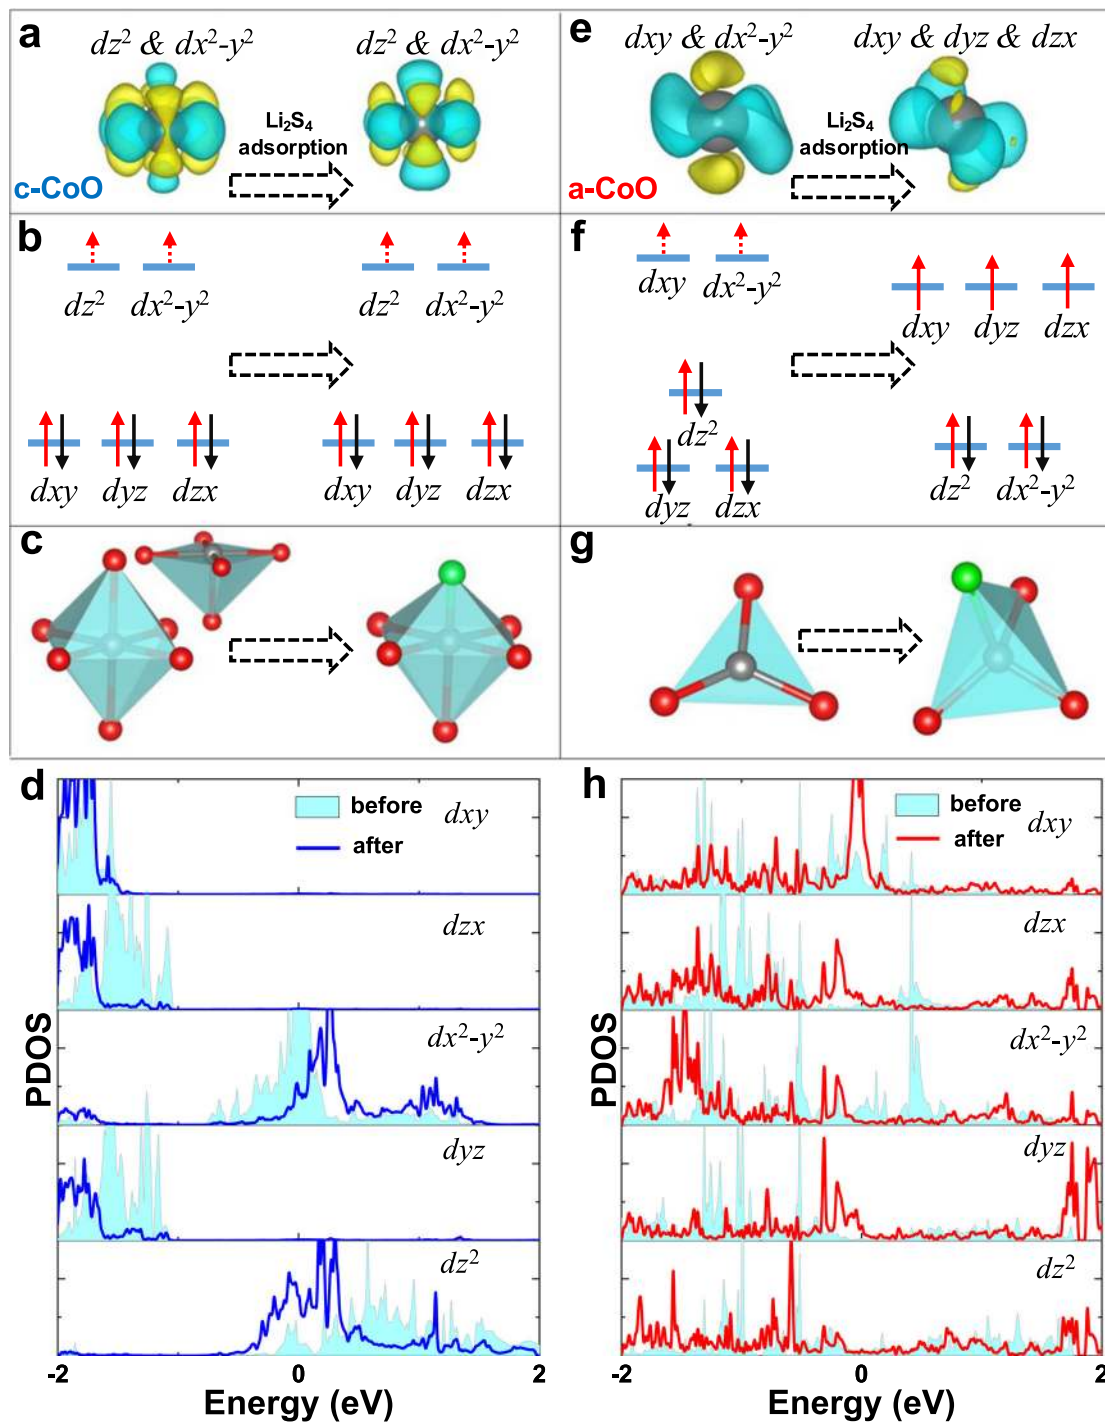 a
dz² & dx²-y²
dz² & dx²-y²
Li₂S₄
adsorption
c-CoO
e
dxy & dx²-y²
dxy & dyz & dzx
Li₂S₄
adsorption
a-CoO
b
dz² dx²-y²
dz² dx²-y²
dxy dyz dzx
dxy dyz dzx
f
dxy dx²-y²
dxy dyz dzx
dz²
dyz dzx
dz² dx²-y²
c
g
d
before
after
dxy
dzx
dx²-y²
dyz
dz²
PDOS
-2 0 2
Energy (eV)
h
before
after
dxy
dzx
dx²-y²
dyz
dz²
PDOS
-2 0 2
Energy (eV)